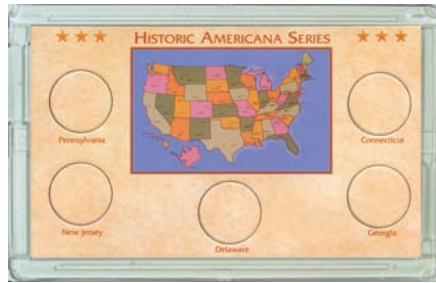 HISTORIC AMERICANA SERIES
Pennsylvania
Connecticut
New Jersey
Georgia
Delaware